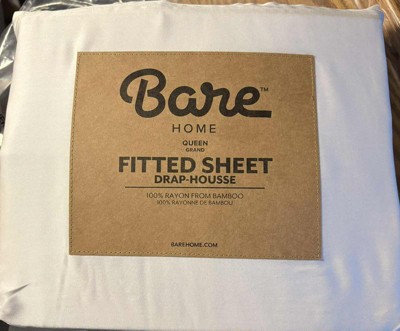 Bare™
HOME
QUEEN
GRAND
FITTED SHEET
DRAP-HOUSSE
100% RAYON FROM BAMBOO
100% RAYONNE DE BAMBOU
BAREHOME.COM